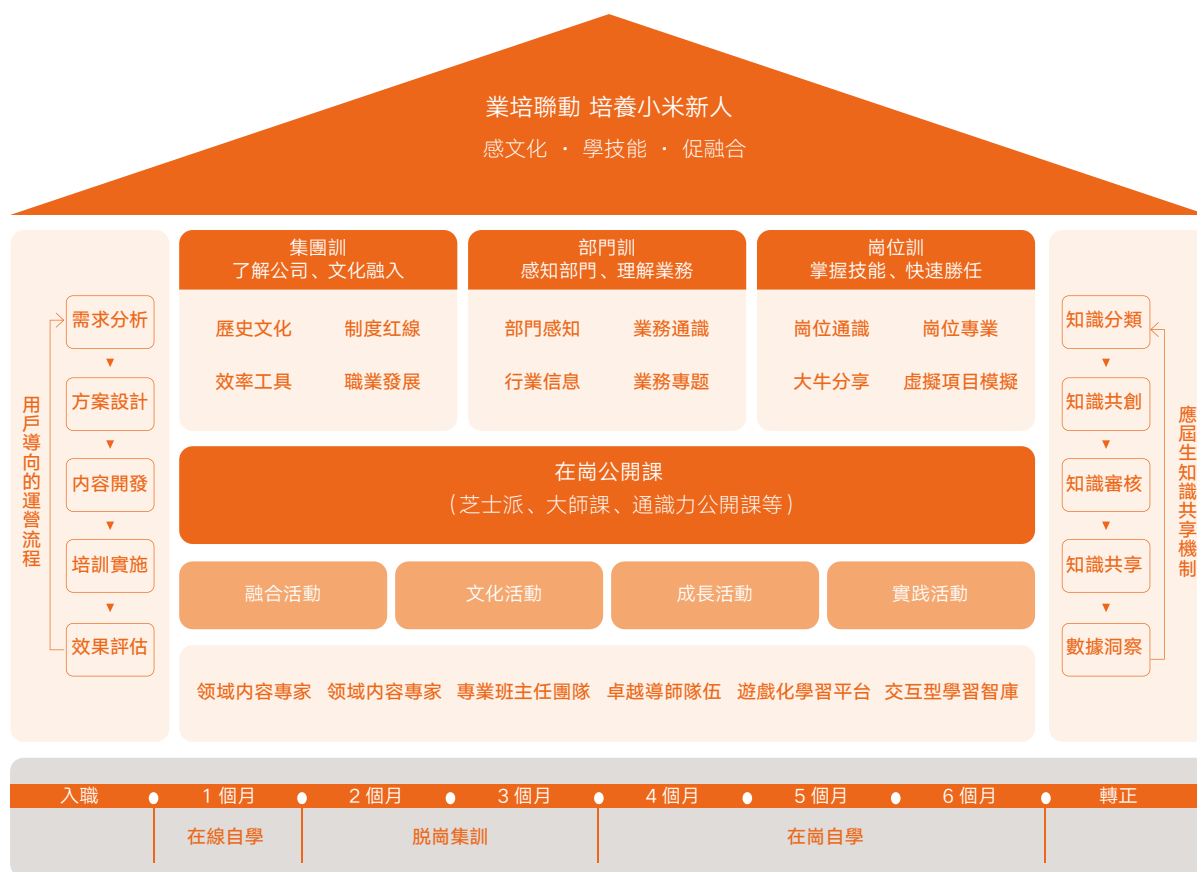 業培聯動 培養小米新人
感文化 · 學技能 · 促融合
用戶導向的運營流程
需求分析
方案設計
内容開發
培訓實施
效果評估
集團訓
了解公司、文化融入
歷史文化 制度红線
效率工具 職業發展
部門訓
感知部門、理解業務
部門感知 業務通識
行業信息 業務專题
崗位訓
掌握技能、快速勝任
崗位通識 崗位專業
大牛分享 虛擬項目模擬
在崗公開課
（芝士派、大師課、通識力公開課等）
融合活動 文化活動 成長活動 實践活動
领域内容專家 领域内容專家 專業班主任團隊 卓越導師隊伍 遊戲化學習平台 交互型學習智庫
知識分類
知識共創
知識審核
知識共享
數據洞察
應屆生知識共享機制
入職 1個月 2個月 3個月 4個月 5個月 6個月 轉正
在線自學 脱崗集訓 在崗自學